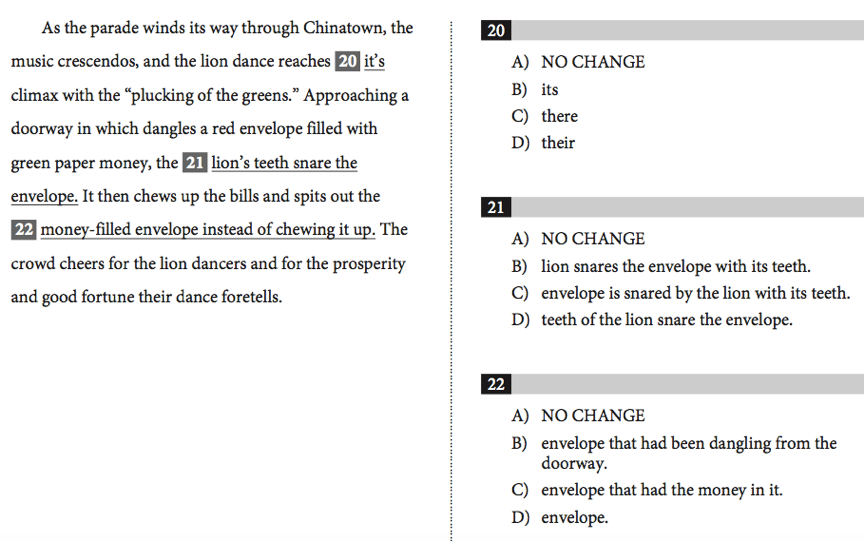 As the parade winds its way through Chinatown, the
music crescendos, and the lion dance reaches 20 it’s
climax with the “plucking of the greens.” Approaching a
doorway in which dangles a red envelope filled with
green paper money, the 21 lion’s teeth snare the
envelope. It then chews up the bills and spits out the
22 money-filled envelope instead of chewing it up. The
crowd cheers for the lion dancers and for the prosperity
and good fortune their dance foretells.
20
A) NO CHANGE
B) its
C) there
D) their
21
A) NO CHANGE
B) lion snares the envelope with its teeth.
C) envelope is snared by the lion with its teeth.
D) teeth of the lion snare the envelope.
22
A) NO CHANGE
B) envelope that had been dangling from the
doorway.
C) envelope that had the money in it.
D) envelope.